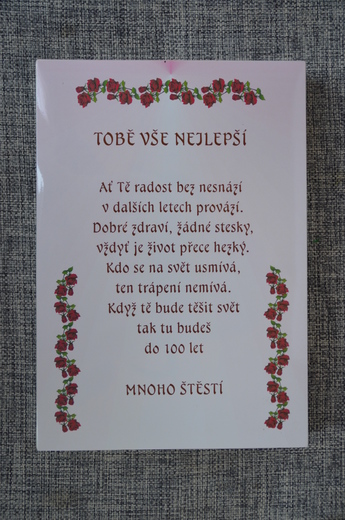 TOBĚ VŠE NEJLEPŠÍ
Ať Tě radost bez nesnází
v dalších letech provází.
Dobré zdraví, žádné stesky,
vždyť je život přece hezký.
Kdo se na svět usmívá,
ten trápení nemívá.
Když tě bude těšit svět
tak tu budeš
do 100 let
MNOHO ŠTĚSTÍ